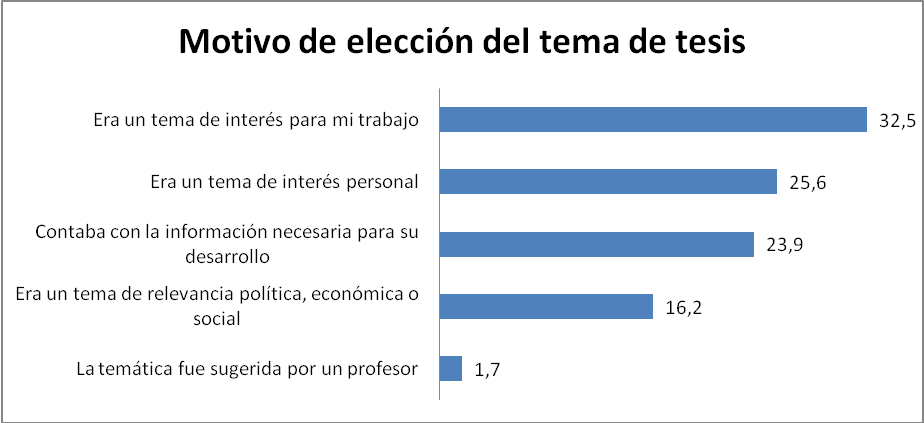 Motivo de elección del tema de tesis
Era un tema de interés para mi trabajo
32,5
Era un tema de interés personal
25,6
Contaba con la información necesaria para su
desarrollo
23,9
Era un tema de relevancia política, económica o
social
16,2
La temática fue sugerida por un profesor
1,7